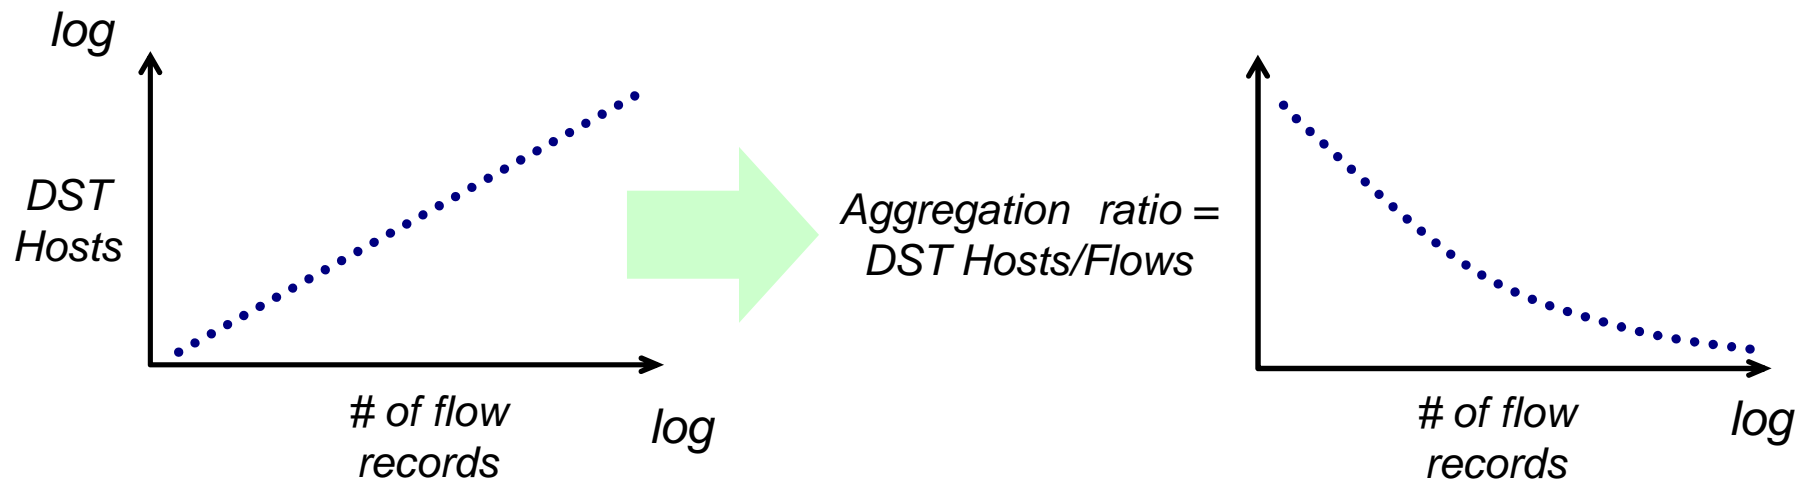 log
DST
Hosts
# of flow
records
log
Aggregation ratio =
DST Hosts/Flows
# of flow
records
log